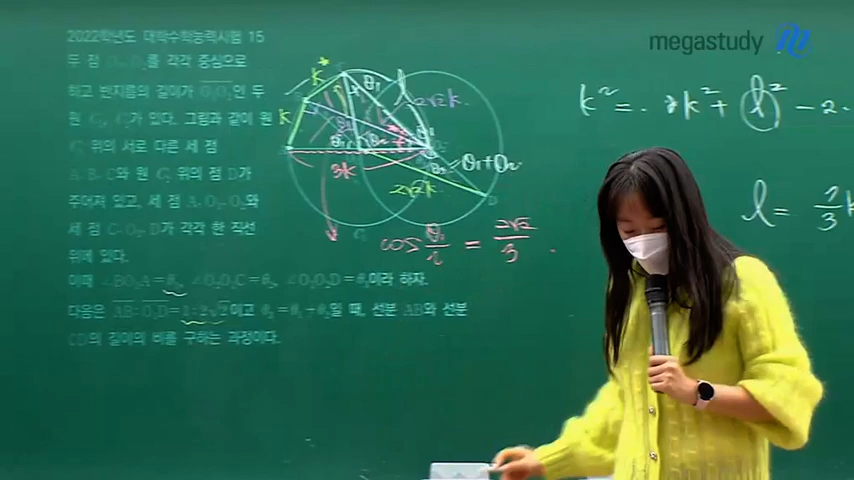 2022학년도 대학수학능력시험 15
megastudy
두 점 O₁, O₂를 각각 중심으로
하고 반지름의 길이가 O₁O₂인 두
원 C₁, C₂가 있다. 그림과 같이 원
C₁ 위의 서로 다른 세 점
A, B, C와 원 C₂ 위의 점 D가
주어져 있고, 세 점 A, O₁, O₂와
세 점 C, O₂, D가 각각 한 직선
위에 있다.
이때 ∠BO₁A=θ₁, ∠O₂O₁C=θ₂, ∠O₁O₂D=θ₃이라 하자.
다음은 AB:O₁D=1:2√2이고 θ₃=θ₁+θ₂일 때, 선분 AB와 선분
CD의 길이의 비를 구하는 과정이다.
k
k
θ₁
2√2k
3k
θ₁+θ₂
2√2k
D
cos θ₁/2 = 2√2/3
k² =
k² + l² - 2·
l =